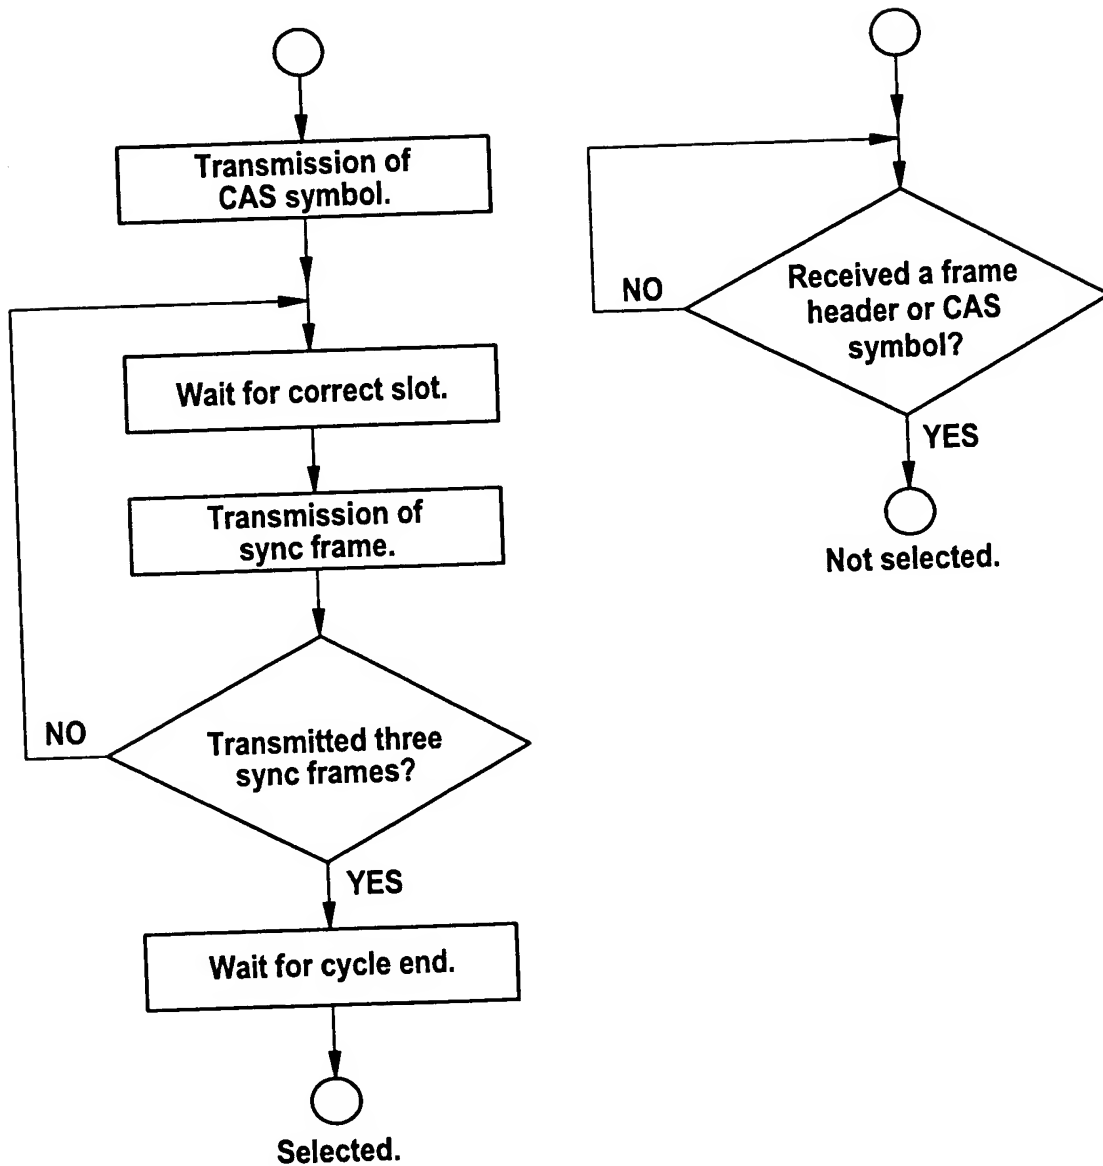 Transmission of
CAS symbol.
Wait for correct slot.
Transmission of
sync frame.
NO
Transmitted three
sync frames?
YES
Wait for cycle end.
Selected.
NO
Received a frame
header or CAS
symbol?
YES
Not selected.